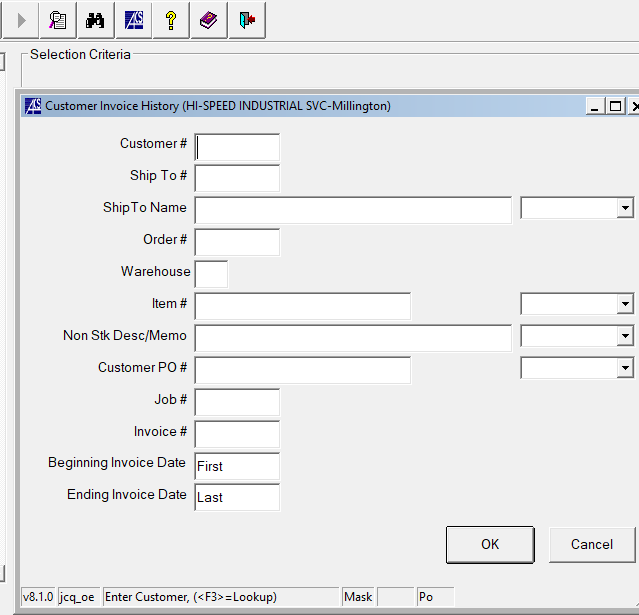 AS
?
Selection Criteria
AS Customer Invoice History (HI-SPEED INDUSTRIAL SVC-Millington)
Customer #
Ship To #
ShipTo Name
Order #
Warehouse
Item #
Non Stk Desc/Memo
Customer PO #
Job #
Invoice #
Beginning Invoice Date First
Ending Invoice Date Last
OK Cancel
v8.1.0 jcq_oe Enter Customer, (<F3>=Lookup) Mask Po